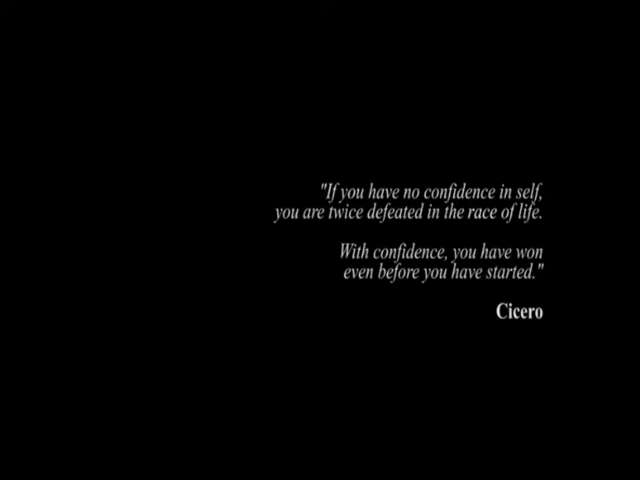 "If you have no confidence in self,
you are twice defeated in the race of life.
With confidence, you have won
even before you have started."
Cicero